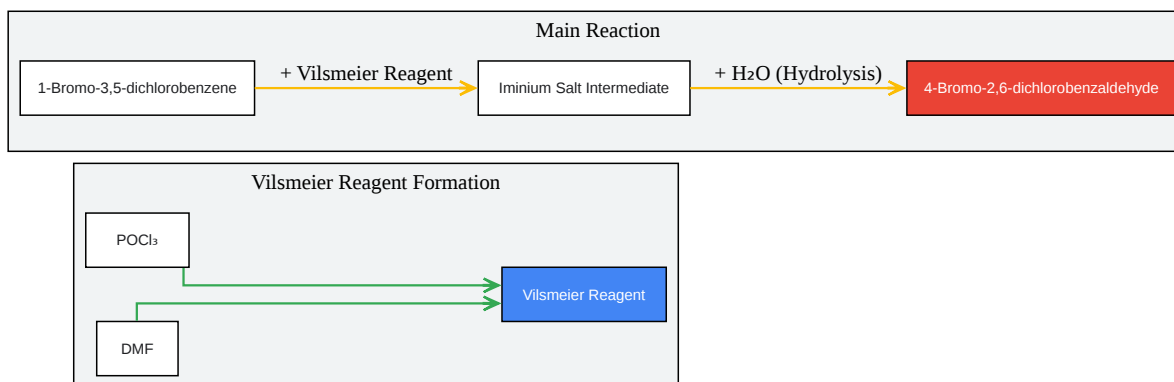 Main Reaction
1-Bromo-3,5-dichlorobenzene
+ Vilsmeier Reagent
Iminium Salt Intermediate
+ H₂O (Hydrolysis)
4-Bromo-2,6-dichlorobenzaldehyde
Vilsmeier Reagent Formation
POCl₃
Vilsmeier Reagent
DMF